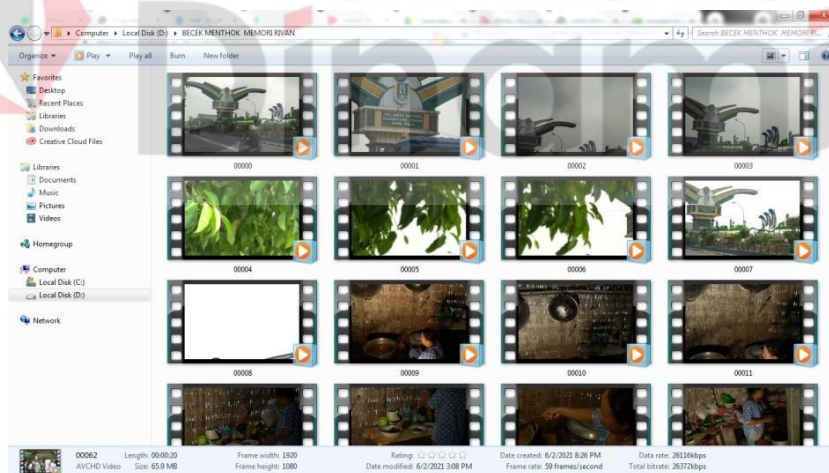 Dinam
Computer ▸ Local Disk (D:) ▸ BECEK MENTHOK MEMORI RIVAN
Search BECEK MENTHOK MEMORI RI...
Organize Play Play all Burn New folder
Favorites
Desktop
Recent Places
Libraries
Downloads
Creative Cloud Files
Libraries
Documents
Music
Pictures
Videos
Homegroup
Computer
Local Disk (C:)
Local Disk (D:)
Network
00000 00001 00002 00003
00004 00005 00006 00007
00008 00009 00010 00011
00062 Length: 00:00:20 Frame width: 1920 Rating: Date created: 6/2/2021 8:26 PM Data rate: 26116kbps
AVCHD Video Size: 65.9 MB Frame height: 1080 Date modified: 6/2/2021 3:08 PM Frame rate: 59 frames/second Total bitrate: 26372kbps